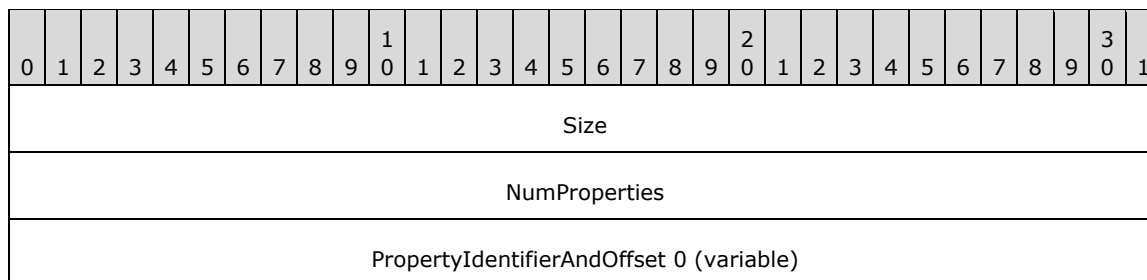 1 2 3
0 1 2 3 4 5 6 7 8 9 0 1 2 3 4 5 6 7 8 9 0 1 2 3 4 5 6 7 8 9 0 1
Size
NumProperties
PropertyIdentifierAndOffset 0 (variable)